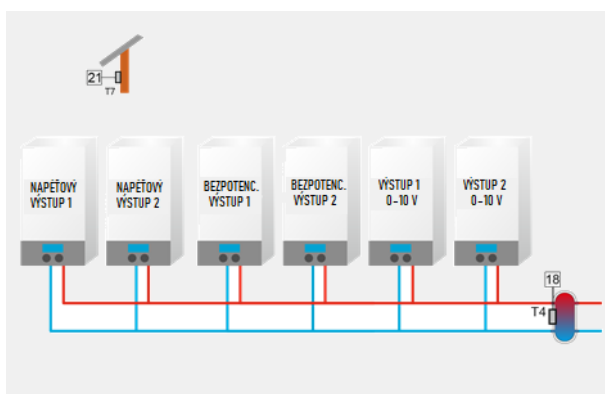 21
T7
NAPĚŤOVÝ
VÝSTUP 1
NAPĚŤOVÝ
VÝSTUP 2
BEZPOTENC.
VÝSTUP 1
BEZPOTENC.
VÝSTUP 2
VÝSTUP 1
0-10 V
VÝSTUP 2
0-10 V
18
T4